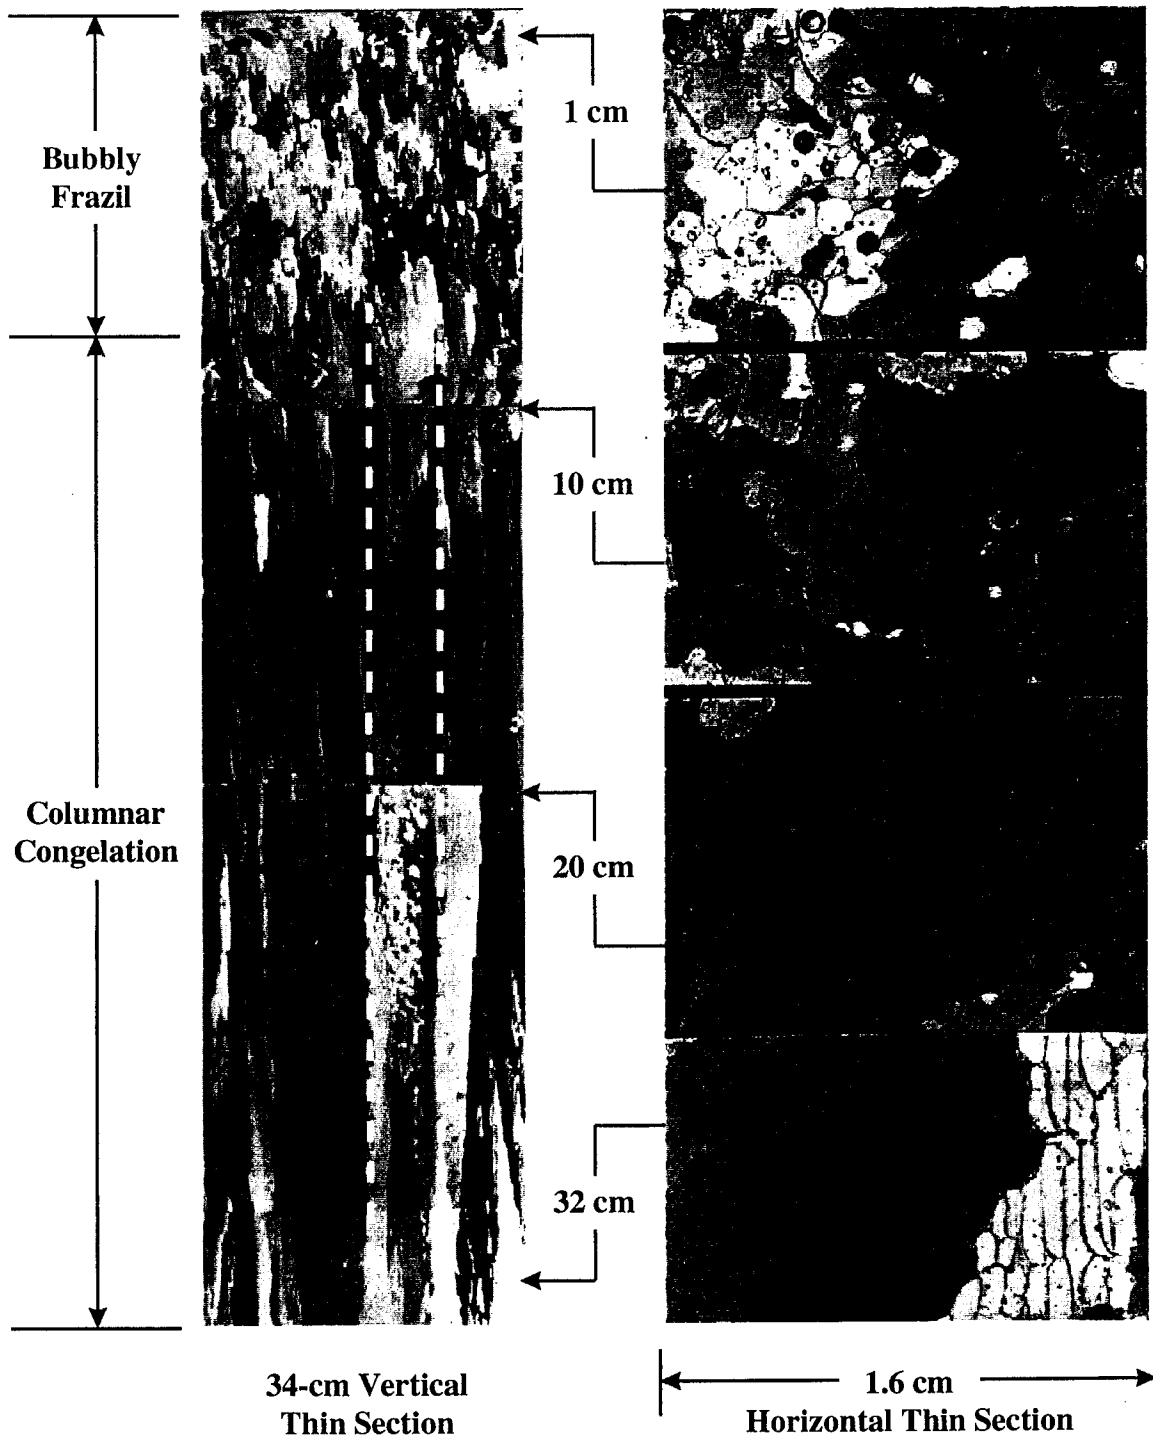 Bubbly
Frazil
1 cm
10 cm
Columnar
Congelation
20 cm
32 cm
34-cm Vertical
Thin Section
1.6 cm
Horizontal Thin Section